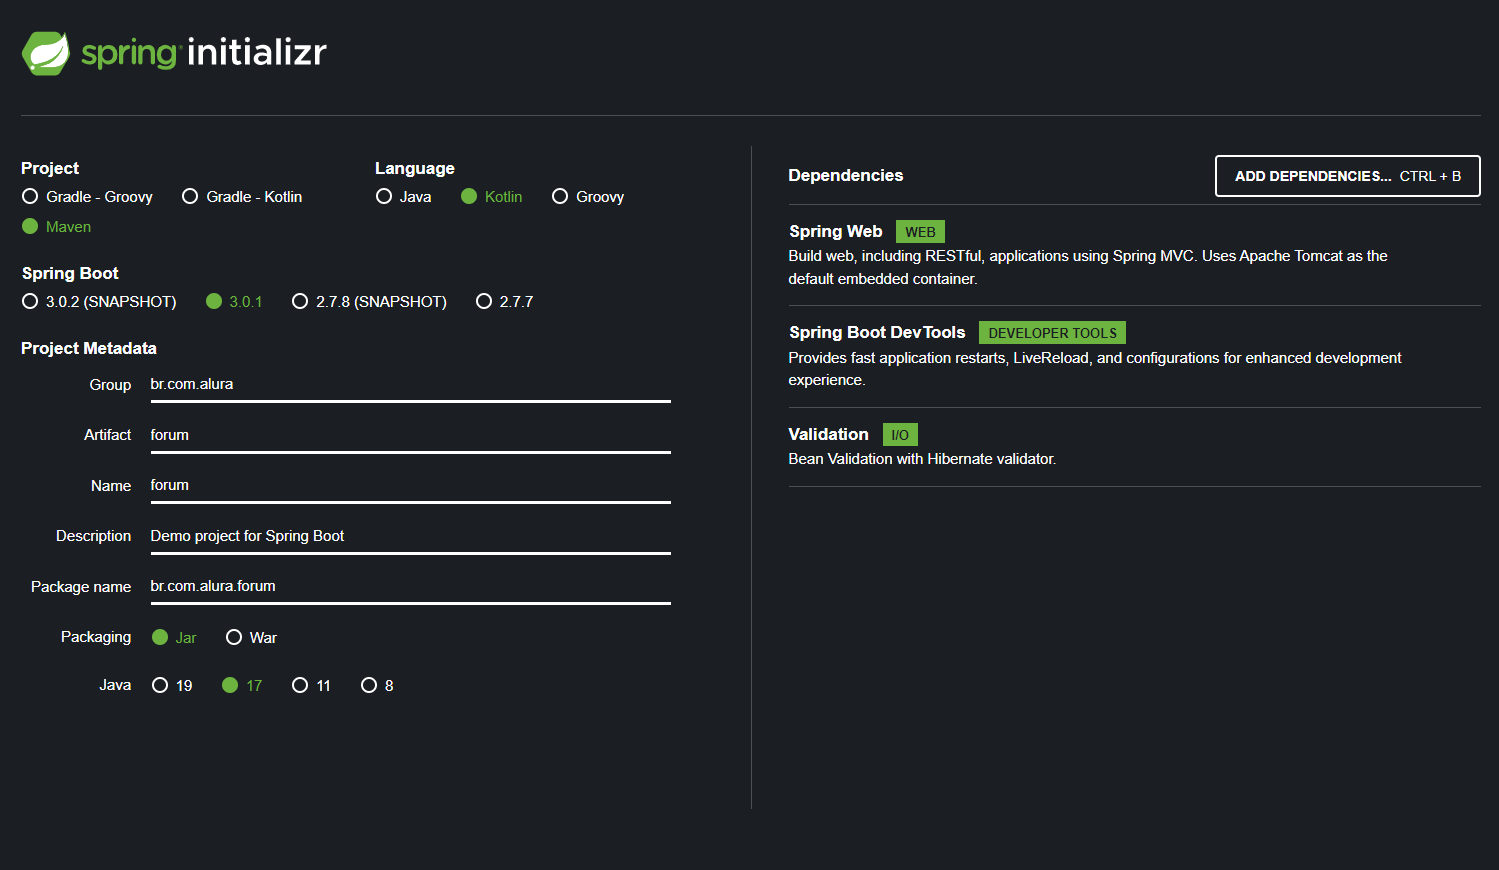 spring initializr
Project
Gradle - Groovy
Gradle - Kotlin
Maven
Language
Java
Kotlin
Groovy
Spring Boot
3.0.2 (SNAPSHOT)
3.0.1
2.7.8 (SNAPSHOT)
2.7.7
Project Metadata
Group br.com.alura
Artifact forum
Name forum
Description Demo project for Spring Boot
Package name br.com.alura.forum
Packaging Jar War
Java 19 17 11 8
Dependencies
ADD DEPENDENCIES... CTRL + B
Spring Web WEB
Build web, including RESTful, applications using Spring MVC. Uses Apache Tomcat as the
default embedded container.
Spring Boot DevTools DEVELOPER TOOLS
Provides fast application restarts, LiveReload, and configurations for enhanced development
experience.
Validation I/O
Bean Validation with Hibernate validator.